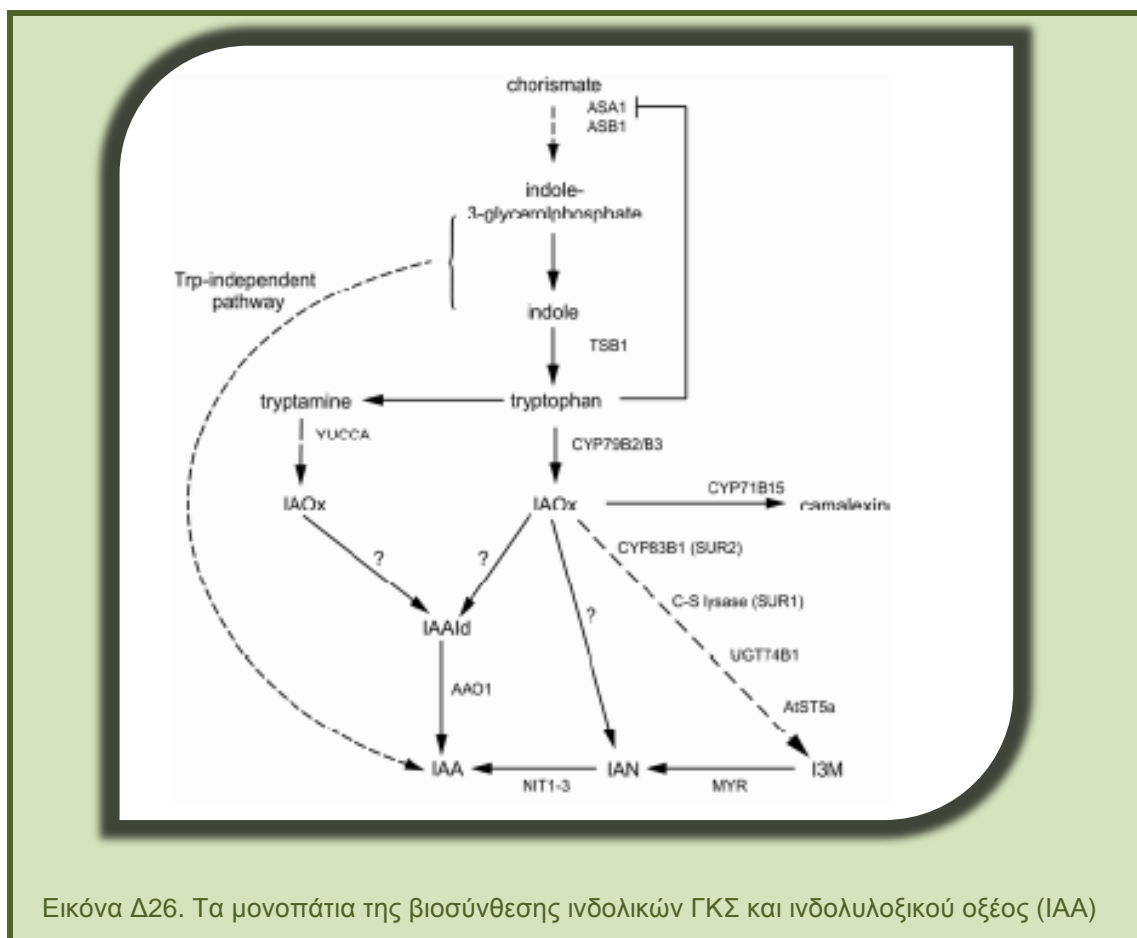 chorismate
ASA1
ASB1
indole-
3-glycerolphosphate
Trp-independent
pathway
indole
TSB1
tryptamine
tryptophan
YUCCA
CYP79B2/B3
IAOx
IAOx
CYP71B15
camalexin
CYP83B1 (SUR2)
?
?
C-S lysase (SUR1)
?
IAAld
UGT74B1
AAO1
AtST5a
IAA
IAN
I3M
NIT1-3
MYR
Εικόνα Δ26. Τα μονοπάτια της βιοσύνθεσης ινδολικών ΓΚΣ και ινδολυλοξικού οξέος (IAA)